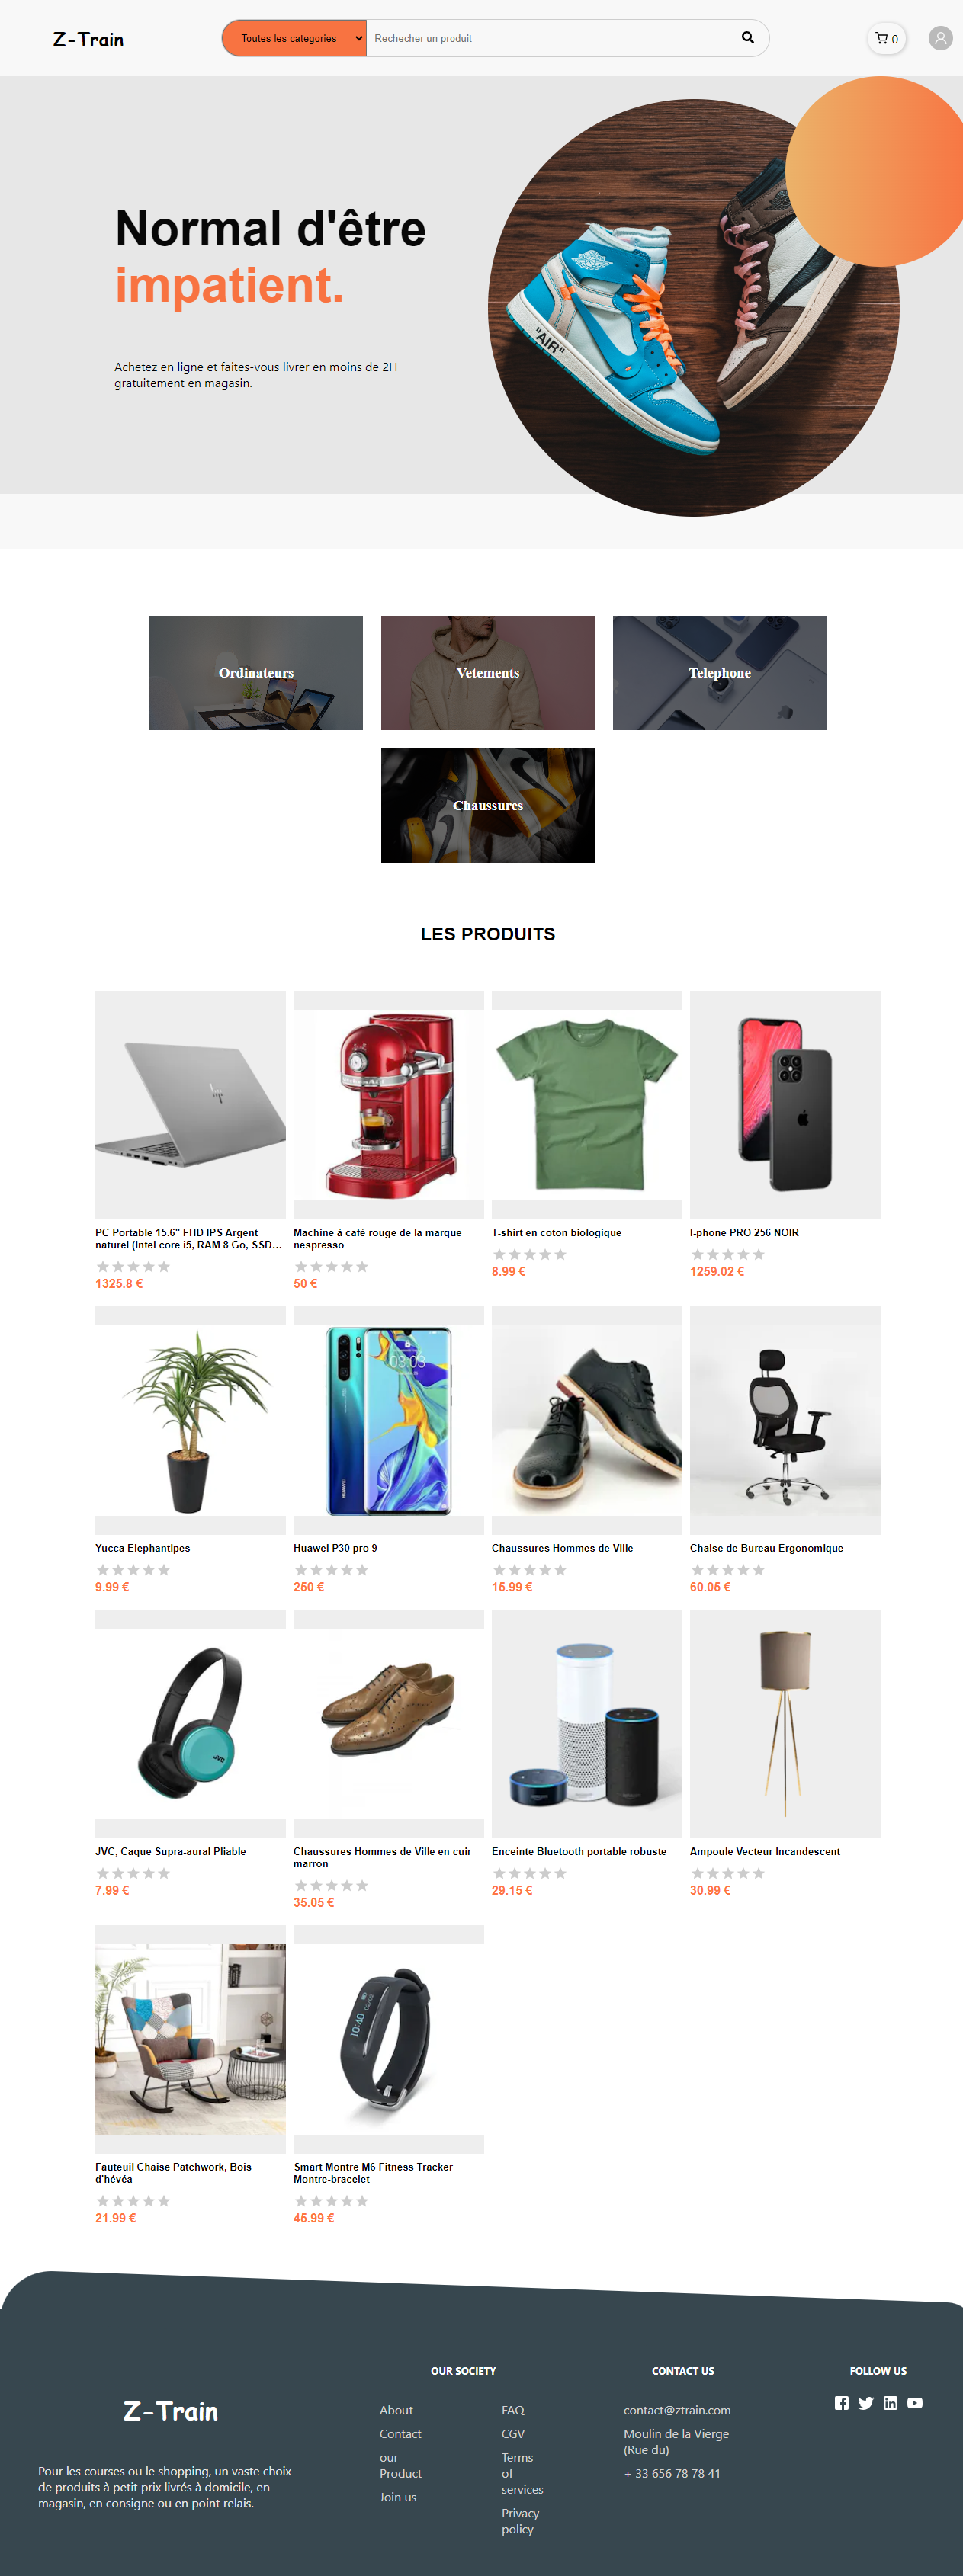 Z-Train
Toutes les categories
Rechecher un produit
0
Normal d'être
impatient.
"AIR"
Achetez en ligne et faites-vous livrer en moins de 2H
gratuitement en magasin.
Ordinateurs
Vetements
Telephone
Chaussures
LES PRODUITS
PC Portable 15.6" FHD IPS Argent
naturel (Intel core i5, RAM 8 Go, SSD...
1325.8 €
Machine à café rouge de la marque
nespresso
50 €
T-shirt en coton biologique
8.99 €
I-phone PRO 256 NOIR
1259.02 €
Yucca Elephantipes
9.99 €
03:03
HUAWEI
Huawei P30 pro 9
250 €
Chaussures Hommes de Ville
15.99 €
Chaise de Bureau Ergonomique
60.05 €
JVC
JVC, Caque Supra-aural Pliable
7.99 €
Chaussures Hommes de Ville en cuir
marron
35.05 €
Enceinte Bluetooth portable robuste
29.15 €
Ampoule Vecteur Incandescent
30.99 €
Fauteuil Chaise Patchwork, Bois
d'hévéa
21.99 €
10:40
Smart Montre M6 Fitness Tracker
Montre-bracelet
45.99 €
Z-Train
Pour les courses ou le shopping, un vaste choix
de produits à petit prix livrés à domicile, en
magasin, en consigne ou en point relais.
OUR SOCIETY
About
Contact
our
Product
Join us
FAQ
CGV
Terms
of
services
Privacy
policy
CONTACT US
contact@ztrain.com
Moulin de la Vierge
(Rue du)
+ 33 656 78 78 41
FOLLOW US